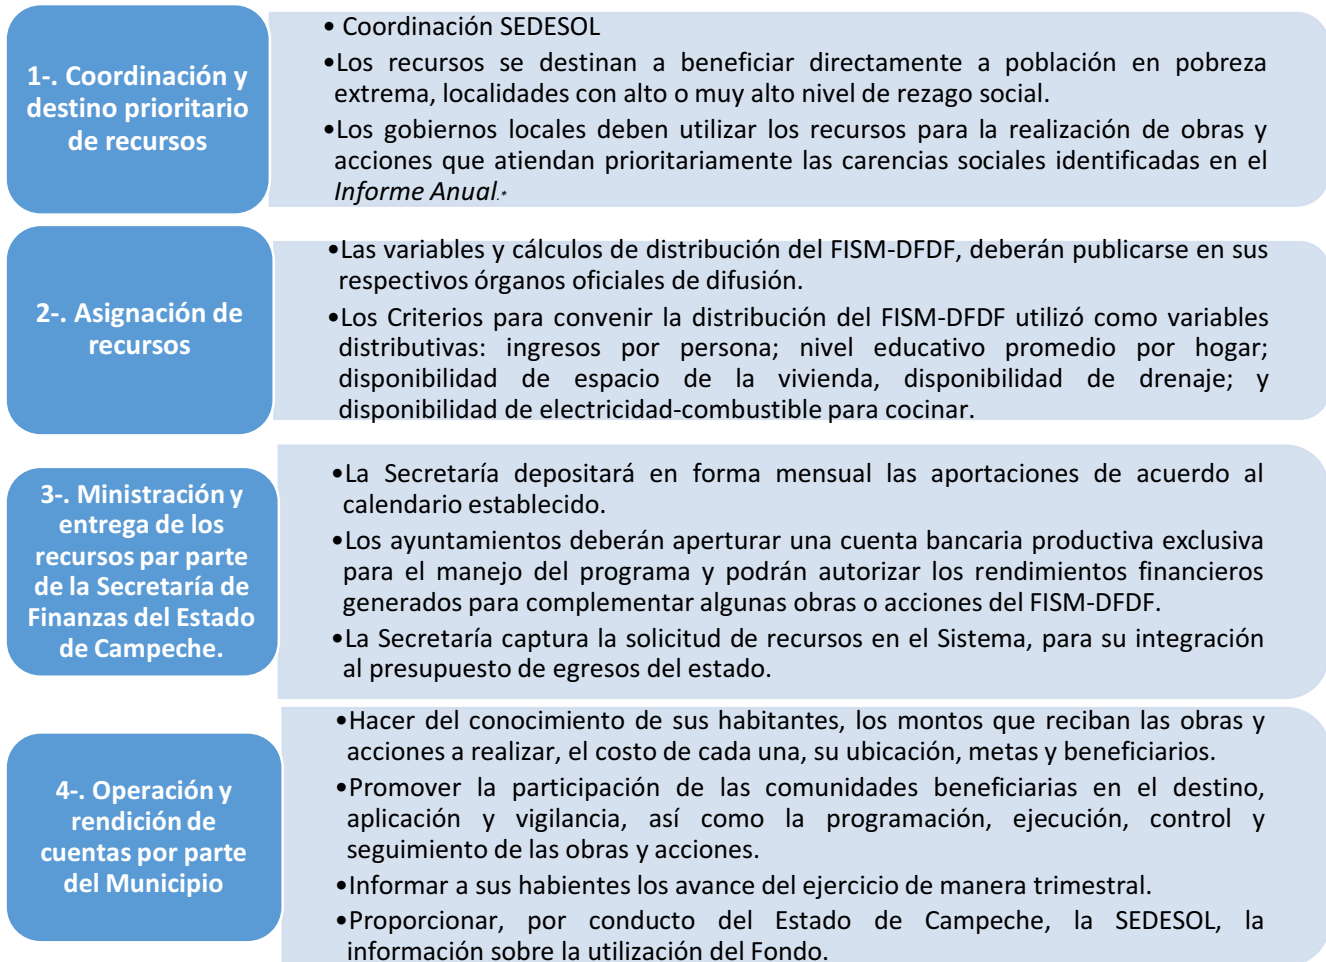 1-. Coordinación y
destino prioritario
de recursos
• Coordinación SEDESOL
•Los recursos se destinan a beneficiar directamente a población en pobreza
extrema, localidades con alto o muy alto nivel de rezago social.
•Los gobiernos locales deben utilizar los recursos para la realización de obras y
acciones que atiendan prioritariamente las carencias sociales identificadas en el
Informe Anual.*
2-. Asignación de
recursos
•Las variables y cálculos de distribución del FISM-DFDF, deberán publicarse en sus
respectivos órganos oficiales de difusión.
•Los Criterios para convenir la distribución del FISM-DFDF utilizó como variables
distributivas: ingresos por persona; nivel educativo promedio por hogar;
disponibilidad de espacio de la vivienda, disponibilidad de drenaje; y
disponibilidad de electricidad-combustible para cocinar.
3-. Ministración y
entrega de los
recursos par parte
de la Secretaría de
Finanzas del Estado
de Campeche.
•La Secretaría depositará en forma mensual las aportaciones de acuerdo al
calendario establecido.
•Los ayuntamientos deberán aperturar una cuenta bancaria productiva exclusiva
para el manejo del programa y podrán autorizar los rendimientos financieros
generados para complementar algunas obras o acciones del FISM-DFDF.
•La Secretaría captura la solicitud de recursos en el Sistema, para su integración
al presupuesto de egresos del estado.
4-. Operación y
rendición de
cuentas por parte
del Municipio
•Hacer del conocimiento de sus habitantes, los montos que reciban las obras y
acciones a realizar, el costo de cada una, su ubicación, metas y beneficiarios.
•Promover la participación de las comunidades beneficiarias en el destino,
aplicación y vigilancia, así como la programación, ejecución, control y
seguimiento de las obras y acciones.
•Informar a sus habientes los avance del ejercicio de manera trimestral.
•Proporcionar, por conducto del Estado de Campeche, la SEDESOL, la
información sobre la utilización del Fondo.